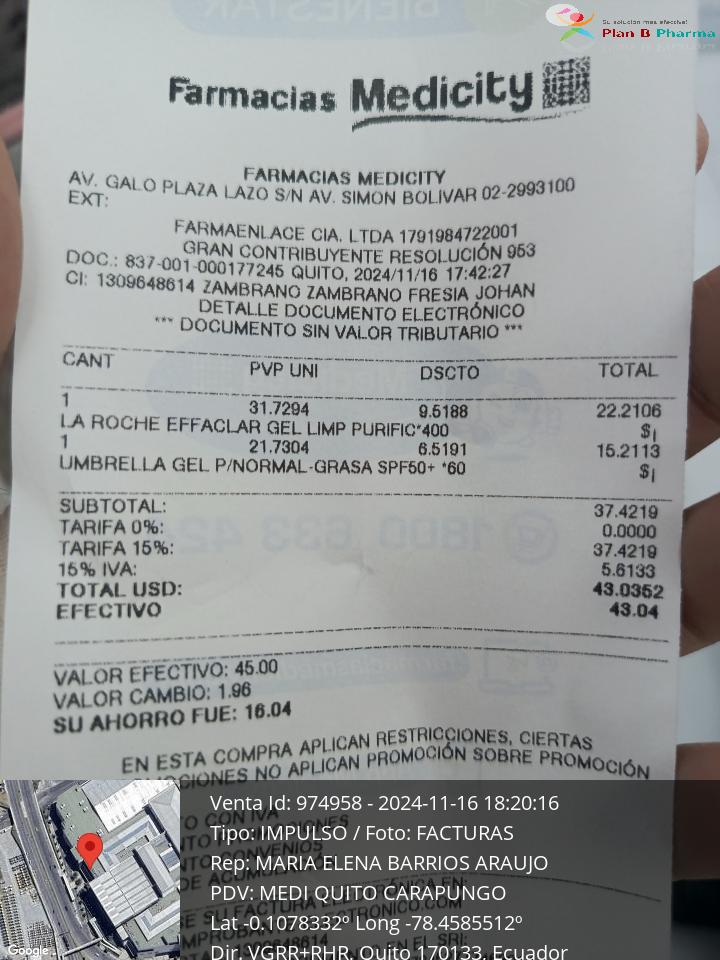 Su solución mas efectiva!
Plan B Pharma
Farmacias Medicity
FARMACIAS MEDICITY
AV. GALO PLAZA LAZO S/N AV. SIMON BOLIVAR 02-2993100
EXT:
FARMAENLACE CIA. LTDA 1791984722001
GRAN CONTRIBUYENTE RESOLUCIÓN 953
DOC.: 837-001-000177245 QUITO, 2024/11/16 17:42:27
CI: 1309648614 ZAMBRANO ZAMBRANO FRESIA JOHAN
DETALLE DOCUMENTO ELECTRÓNICO
*** DOCUMENTO SIN VALOR TRIBUTARIO ***
CANT PVP UNI DSCTO TOTAL
1 31.7294 9.5188 22.2106
LA ROCHE EFFACLAR GEL LIMP PURIFIC*400 $¡
1 21.7304 6.5191 15.2113
UMBRELLA GEL P/NORMAL-GRASA SPF50+ *60 $¡
SUBTOTAL: 37.4219
TARIFA 0%: 0.0000
TARIFA 15%: 37.4219
15% IVA: 5.6133
TOTAL USD: 43.0352
EFECTIVO 43.04
VALOR EFECTIVO: 45.00
VALOR CAMBIO: 1.96
SU AHORRO FUE: 16.04
EN ESTA COMPRA APLICAN RESTRICCIONES, CIERTAS
NO APLICAN PROMOCIÓN SOBRE PROMOCIÓN
CON IVA
Venta Id: 974958 - 2024-11-16 18:20:16
Tipo: IMPULSO / Foto: FACTURAS
Rep: MARIA ELENA BARRIOS ARAUJO
PDV: MEDI QUITO CARAPUNGO
Lat -0.1078332º Long -78.4585512º
Dir. VGRR+RHR, Quito 170133, Ecuador
Google